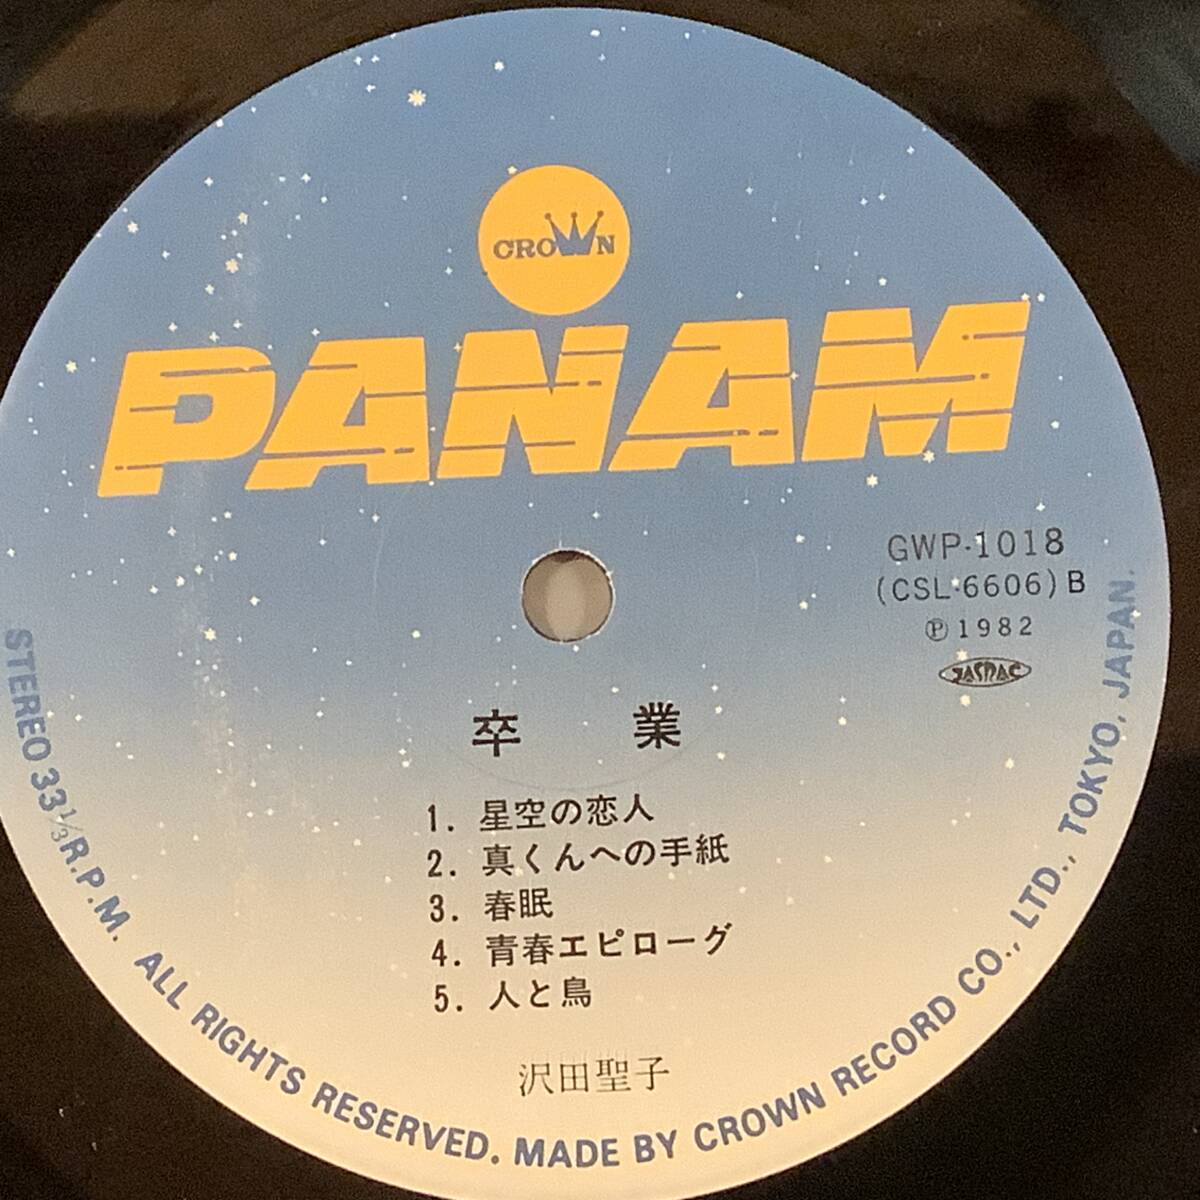 CROWN
PANAM
GWP·1018
(CSL·6606) B
Ⓟ 1982
JASRAC
卒業
1. 星空の恋人
2. 真くんへの手紙
3. 春眠
4. 青春エピローグ
5. 人と鳥
沢田聖子
STEREO 33 1/3 R.P.M. ALL RIGHTS RESERVED. MADE BY CROWN RECORD CO., LTD., TOKYO, JAPAN.